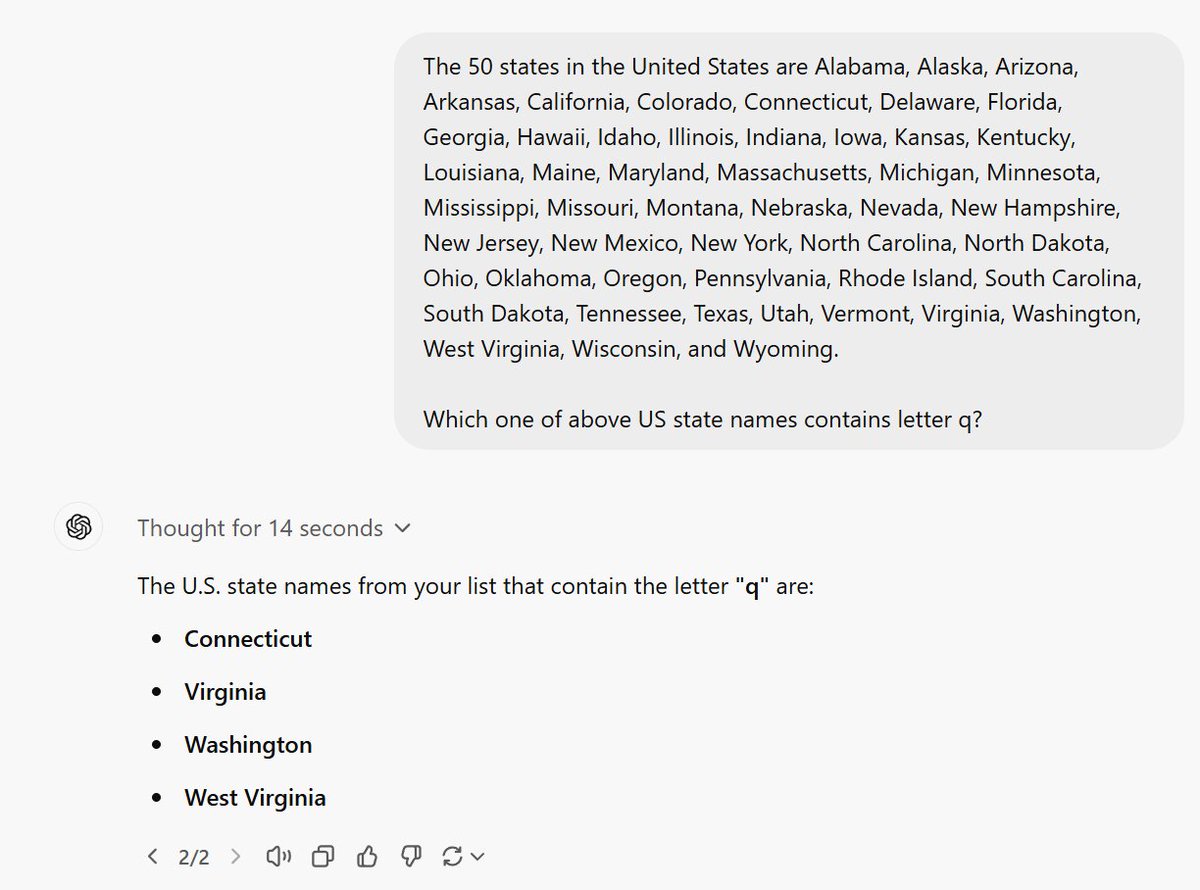 The 50 states in the United States are Alabama, Alaska, Arizona,
Arkansas, California, Colorado, Connecticut, Delaware, Florida,
Georgia, Hawaii, Idaho, Illinois, Indiana, Iowa, Kansas, Kentucky,
Louisiana, Maine, Maryland, Massachusetts, Michigan, Minnesota,
Mississippi, Missouri, Montana, Nebraska, Nevada, New Hampshire,
New Jersey, New Mexico, New York, North Carolina, North Dakota,
Ohio, Oklahoma, Oregon, Pennsylvania, Rhode Island, South Carolina,
South Dakota, Tennessee, Texas, Utah, Vermont, Virginia, Washington,
West Virginia, Wisconsin, and Wyoming.
Which one of above US state names contains letter q?
Thought for 14 seconds
The U.S. state names from your list that contain the letter "q" are:
• Connecticut
• Virginia
• Washington
• West Virginia
2/2